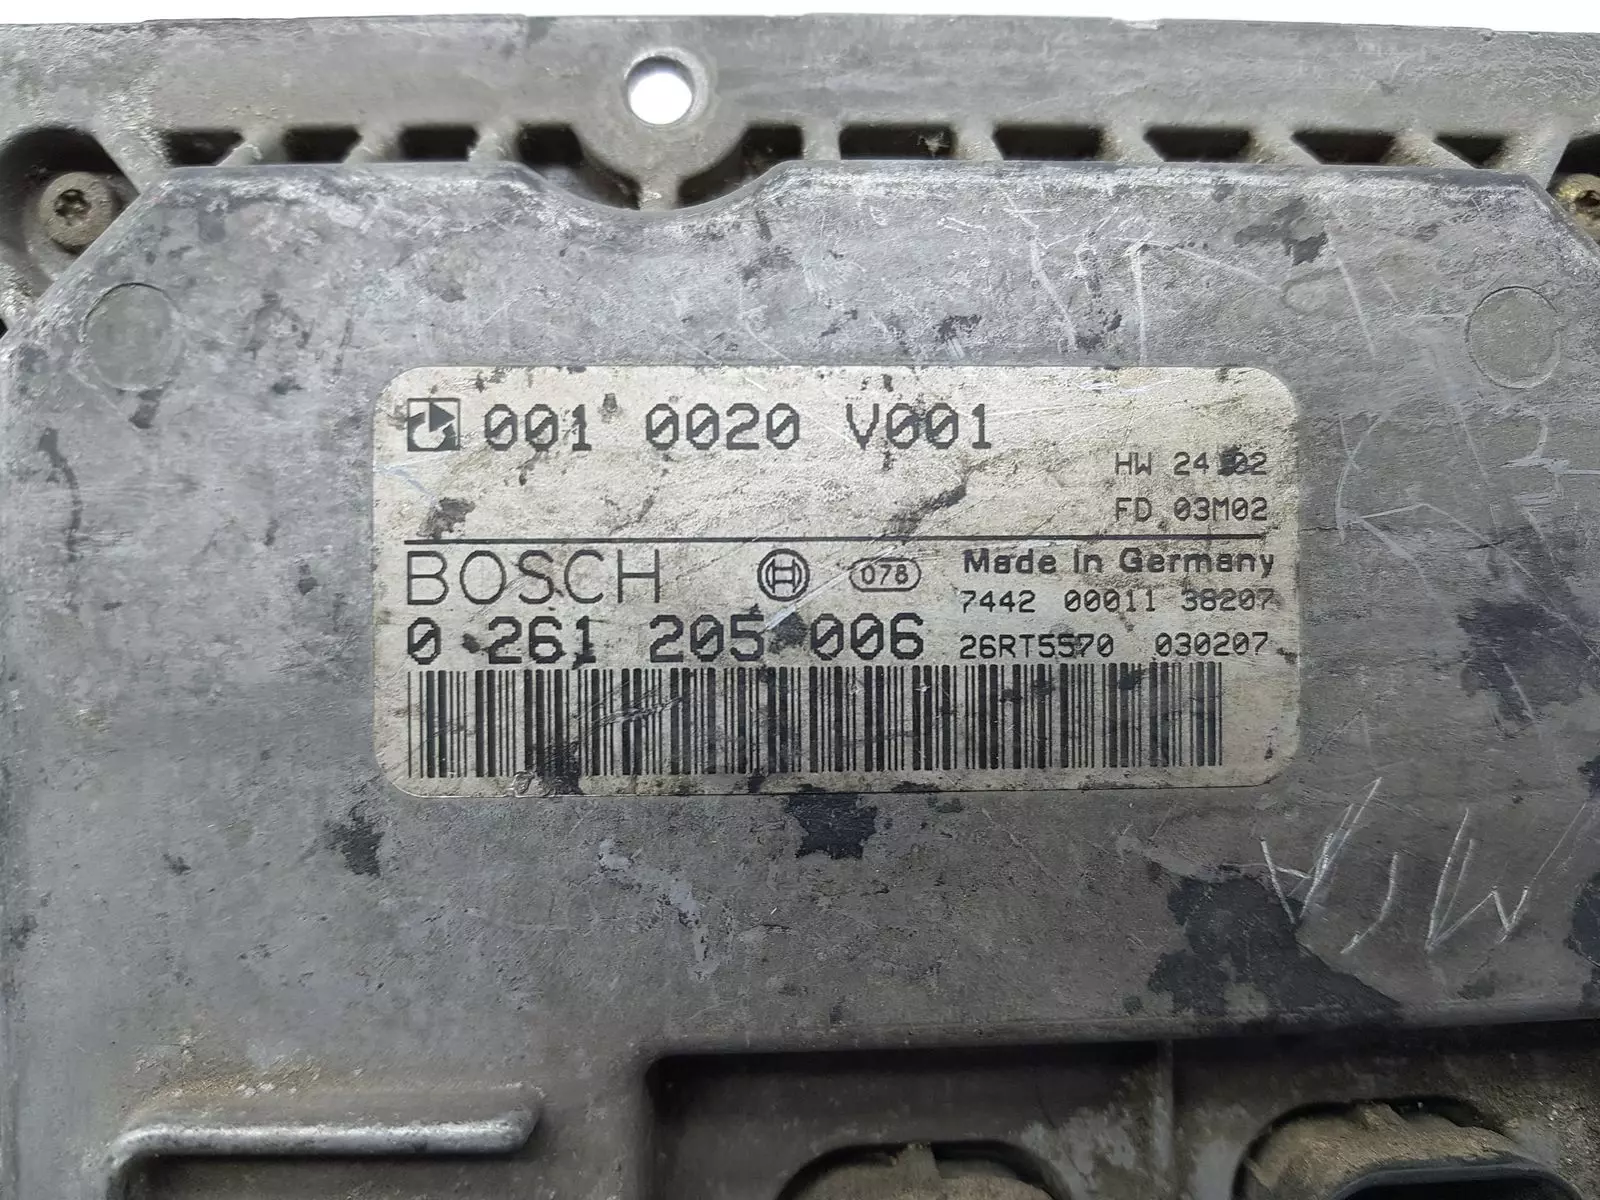 001 0020 V001
HW 24.02
FD 03M02
BOSCH 078 Made in Germany
7442 00011 38207
0 261 205 006 26RT5570 030207